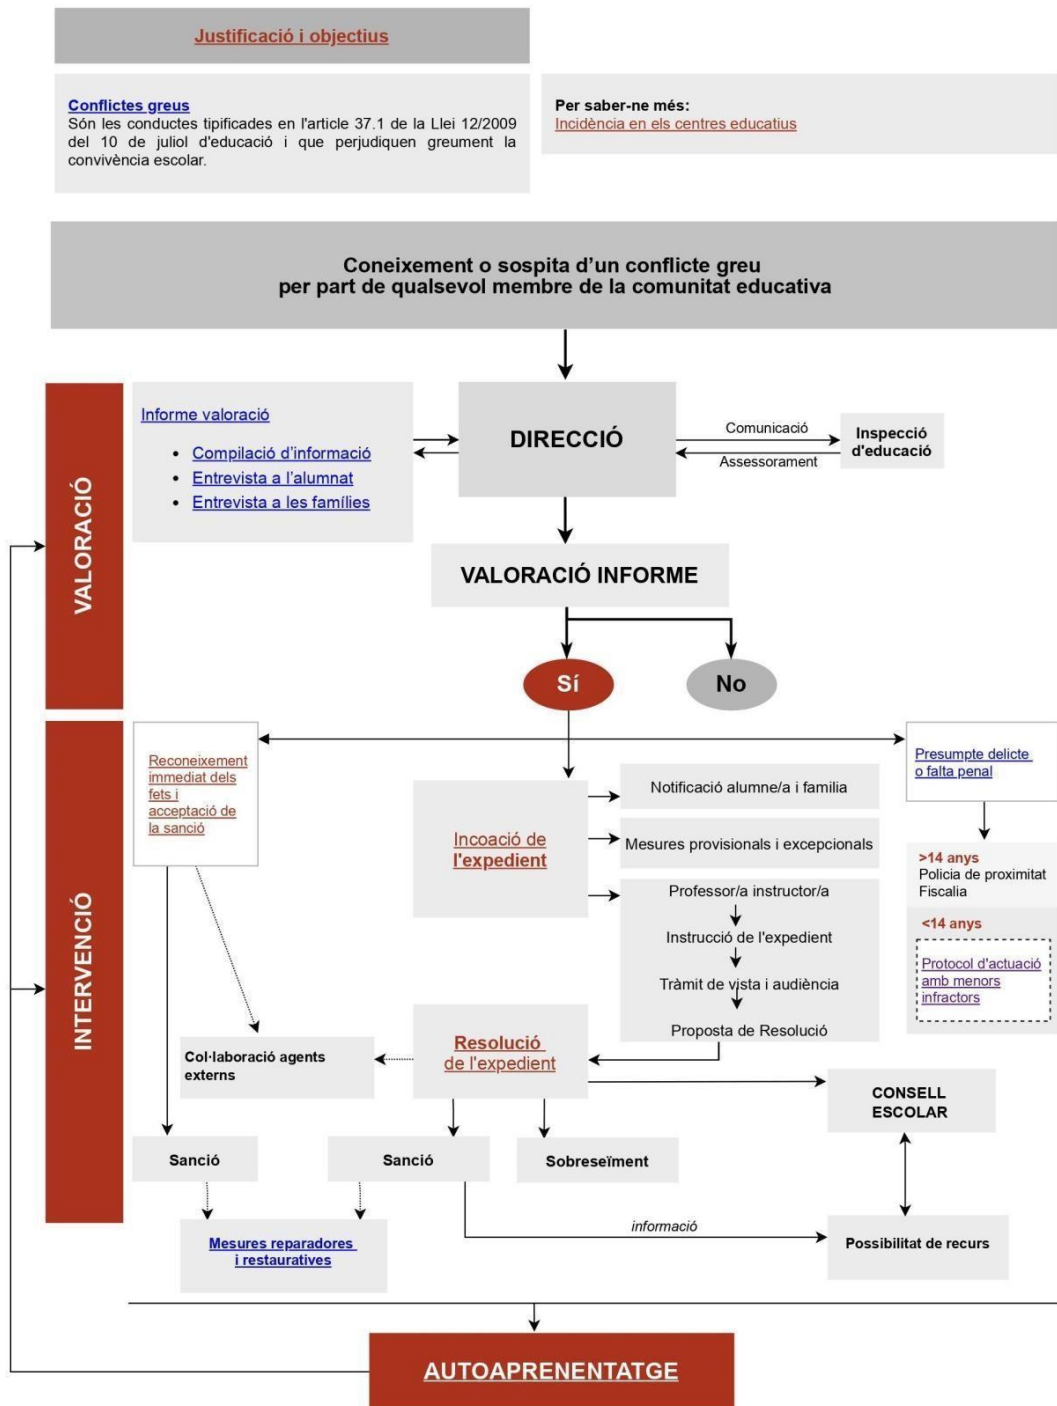 Justificació i objectius
Conflictes greus
Són les conductes tipificades en l'article 37.1 de la Llei 12/2009
del 10 de juliol d'educació i que perjudiquen greument la
convivència escolar.
Per saber-ne més:
Incidència en els centres educatius
Coneixement o sospita d'un conflicte greu
per part de qualsevol membre de la comunitat educativa
VALORACIÓ
Informe valoració
• Compilació d'informació
• Entrevista a l'alumnat
• Entrevista a les famílies
DIRECCIÓ
Comunicació
Assessorament
Inspecció
d'educació
VALORACIÓ INFORME
Sí
No
INTERVENCIÓ
Reconeixement
immediat dels
fets i
acceptació de
la sanció
Incoació de
l'expedient
Notificació alumne/a i familia
Mesures provisionals i excepcionals
Professor/a instructor/a
Instrucció de l'expedient
Tràmit de vista i audiència
Proposta de Resolució
Presumpte delicte
o falta penal
>14 anys
Policia de proximitat
Fiscalia
<14 anys
Protocol d'actuació
amb menors
infractors
Col·laboració agents
externs
Resolució
de l'expedient
CONSELL
ESCOLAR
Sanció
Sanció
Sobreseïment
Mesures reparadores
i restauratives
informació
Possibilitat de recurs
AUTOAPRENENTATGE